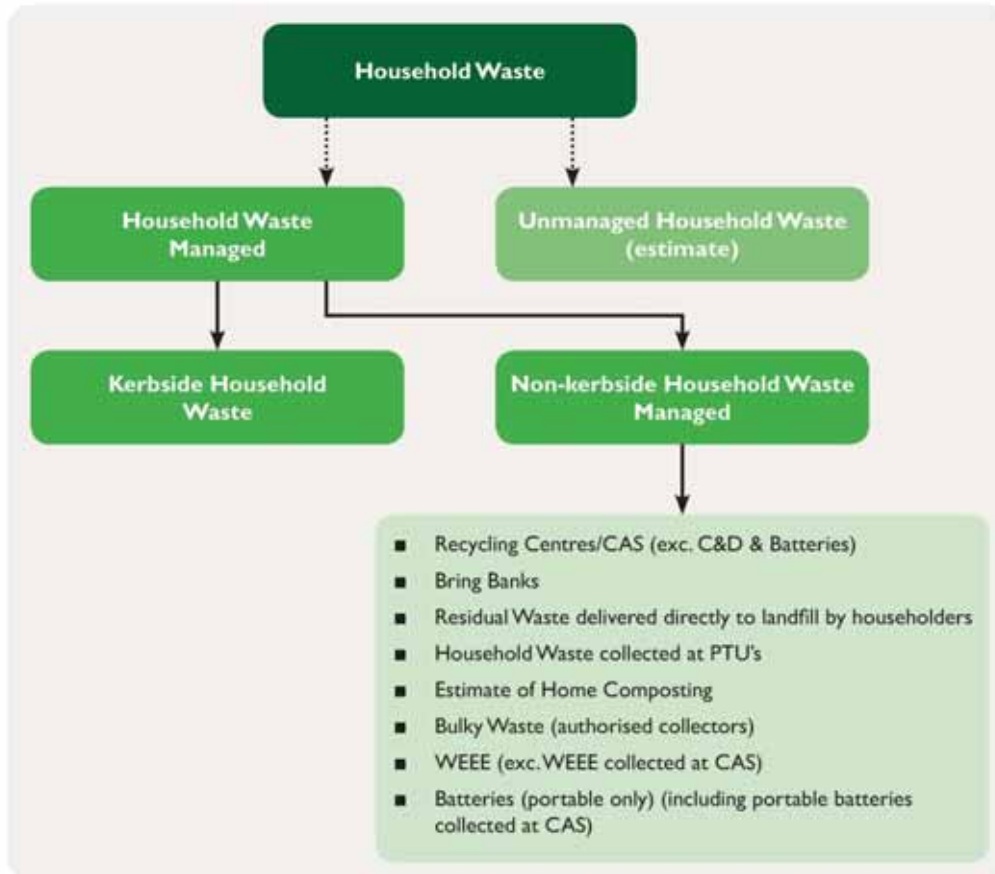 Household Waste
Household Waste
Managed
Unmanaged Household Waste
(estimate)
Kerbside Household
Waste
Non-kerbside Household Waste
Managed
■ Recycling Centres/CAS (exc. C&D & Batteries)
■ Bring Banks
■ Residual Waste delivered directly to landfill by householders
■ Household Waste collected at PTU's
■ Estimate of Home Composting
■ Bulky Waste (authorised collectors)
■ WEEE (exc. WEEE collected at CAS)
■ Batteries (portable only) (including portable batteries
collected at CAS)